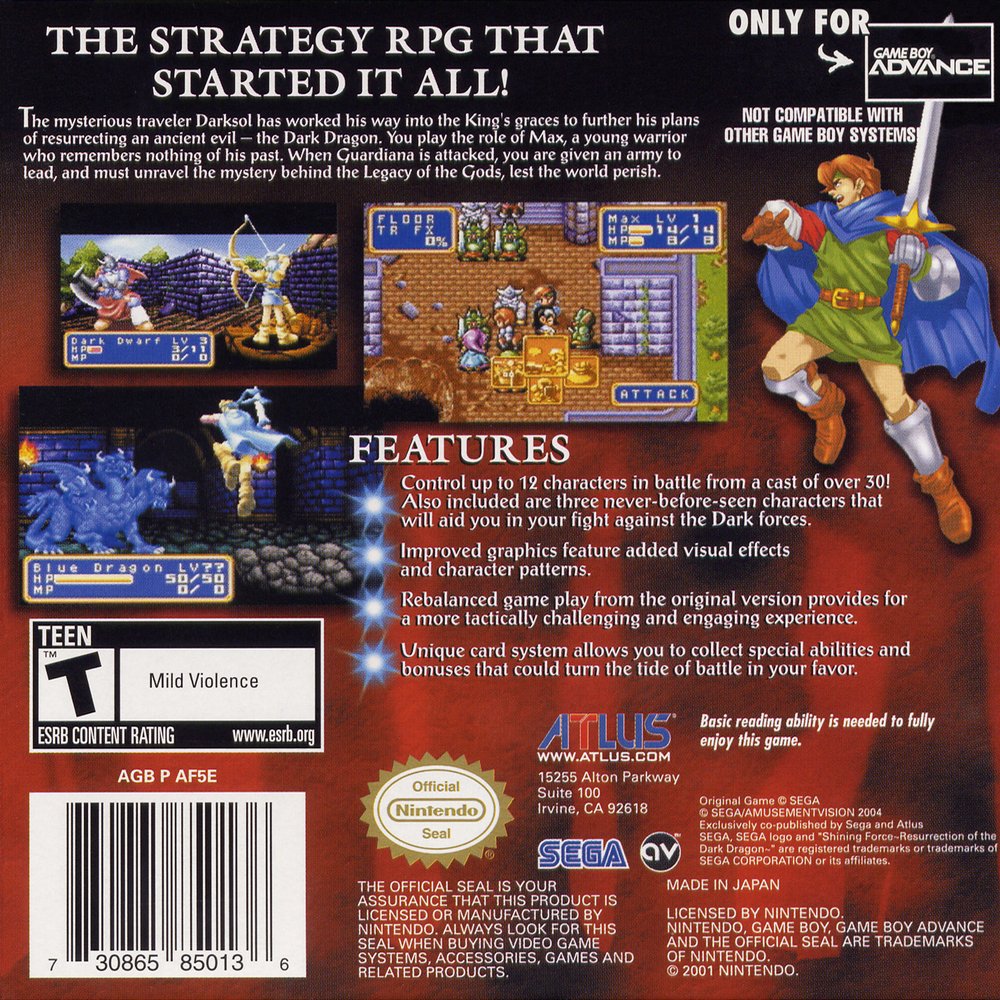 THE STRATEGY RPG THAT
STARTED IT ALL!
ONLY FOR
GAME BOY
ADVANCE
NOT COMPATIBLE WITH
OTHER GAME BOY SYSTEMS!
The mysterious traveler Darksol has worked his way into the King's graces to further his plans
of resurrecting an ancient evil – the Dark Dragon. You play the role of Max, a young warrior
who remembers nothing of his past. When Guardiana is attacked, you are given an army to
lead, and must unravel the mystery behind the Legacy of the Gods, lest the world perish.
Dark Dwarf LV 3
HP 3/11
MP 0/0
FLOOR
TR FX
0%
Max LV 1
HP 14/14
MP 8/8
ATTACK
Blue Dragon LV??
HP 50/50
MP 0/0
FEATURES
Control up to 12 characters in battle from a cast of over 30!
Also included are three never-before-seen characters that
will aid you in your fight against the Dark forces.
Improved graphics feature added visual effects
and character patterns.
Rebalanced game play from the original version provides for
a more tactically challenging and engaging experience.
Unique card system allows you to collect special abilities and
bonuses that could turn the tide of battle in your favor.
TEEN
T
TM
Mild Violence
ESRB CONTENT RATING www.esrb.org
AGB P AF5E
7 30865 85013 6
Official
Nintendo
Seal
®
ATLUS®
WWW.ATLUS.COM
15255 Alton Parkway
Suite 100
Irvine, CA 92618
SEGA
av
TM
Basic reading ability is needed to fully
enjoy this game.
Original Game © SEGA
© SEGA/AMUSEMENTVISION 2004
Exclusively co-published by Sega and Atlus
SEGA, SEGA logo and "Shining Force~Resurrection of the
Dark Dragon~" are registered trademarks or trademarks of
SEGA CORPORATION or its affiliates.
THE OFFICIAL SEAL IS YOUR
ASSURANCE THAT THIS PRODUCT IS
LICENSED OR MANUFACTURED BY
NINTENDO. ALWAYS LOOK FOR THIS
SEAL WHEN BUYING VIDEO GAME
SYSTEMS, ACCESSORIES, GAMES AND
RELATED PRODUCTS.
MADE IN JAPAN
LICENSED BY NINTENDO.
NINTENDO, GAME BOY, GAME BOY ADVANCE
AND THE OFFICIAL SEAL ARE TRADEMARKS
OF NINTENDO.
© 2001 NINTENDO.